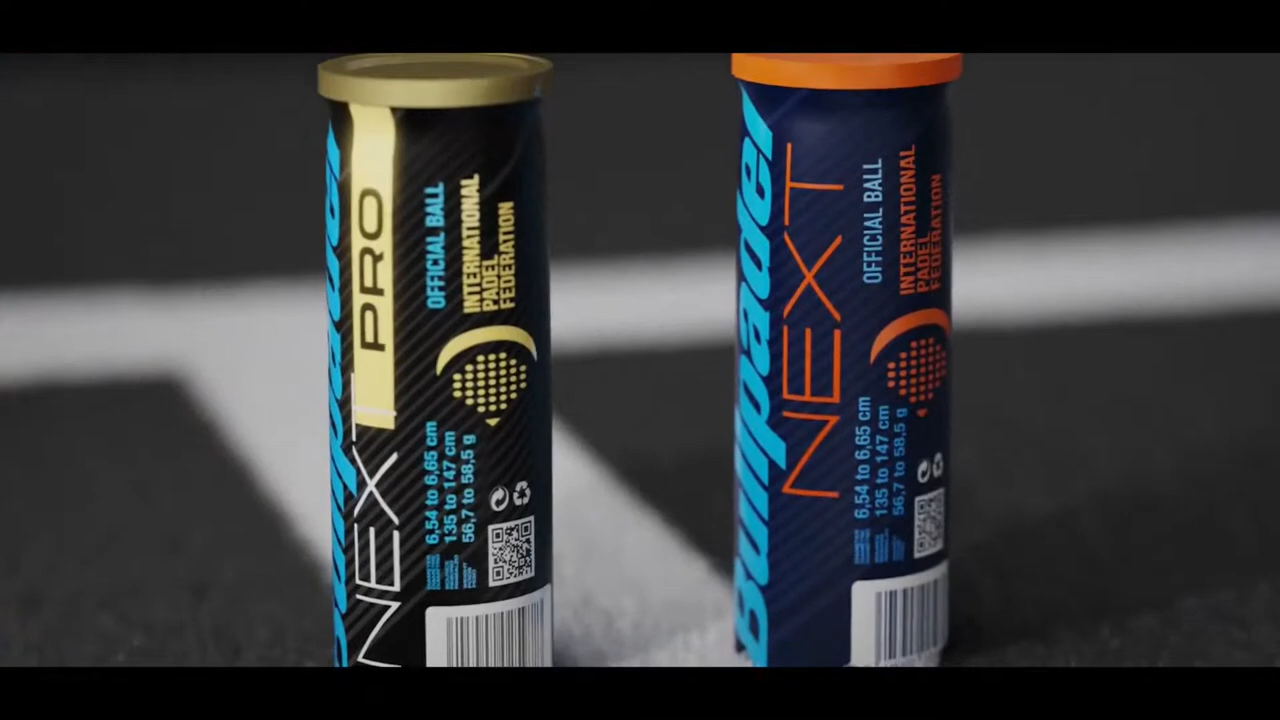 Bullpadel
NEXT PRO
OFFICIAL BALL
INTERNATIONAL
PADEL
FEDERATION
6,54 to 6,65 cm
135 to 147 cm
56,7 to 58,5 g
Bullpadel
NEXT
OFFICIAL BALL
INTERNATIONAL
PADEL
FEDERATION
6,54 to 6,65 cm
135 to 147 cm
56,7 to 58,5 g